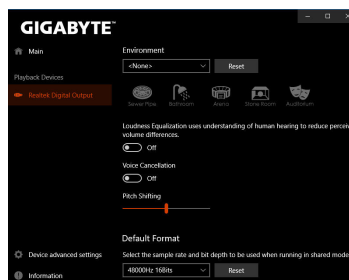 GIGABYTE™
Main
Playback Devices
Realtek Digital Output
Device advanced settings
Information
Environment
<None>
Reset
Sewer Pipe
Bathroom
Arena
Stone Room
Auditorium
Loudness Equalization uses understanding of human hearing to reduce perceiv
volume differences.
Off
Voice Cancellation
Off
Pitch Shifting
Default Format
Select the sample rate and bit depth to be used when running in shared mode
48000Hz 16Bits
Reset